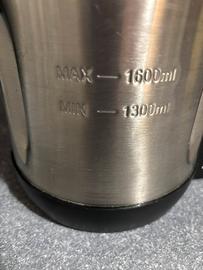 MAX — 1600ml
MIN — 1300ml